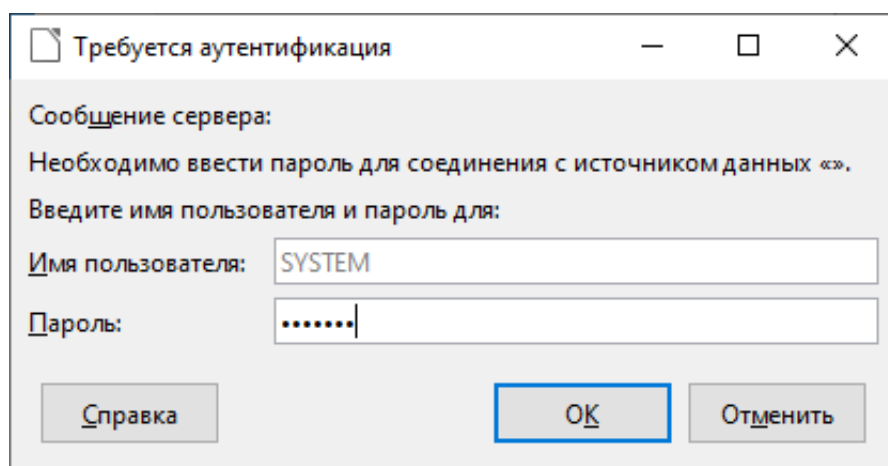 Требуется аутентификация
Сообщение сервера:
Необходимо ввести пароль для соединения с источником данных «».
Введите имя пользователя и пароль для:
Имя пользователя: SYSTEM
Пароль: •••••••
Справка OK Отменить